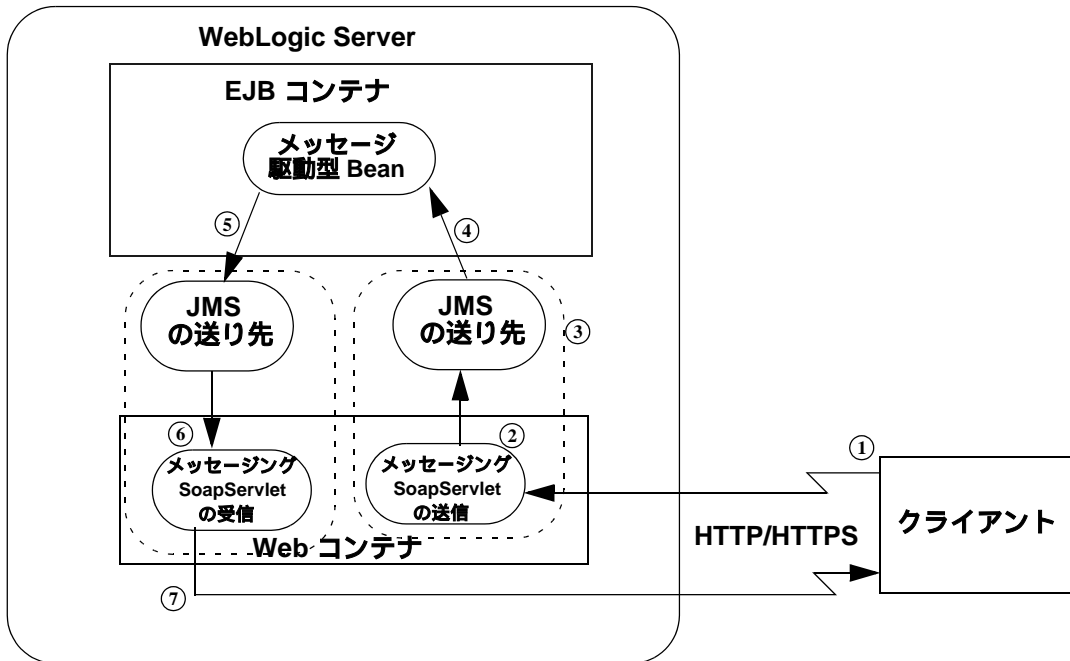 WebLogic Server
EJB コンテナ
メッセージ
駆動型 Bean
⑤
④
JMS
の送り先
JMS
の送り先
③
⑥
②
①
メッセージング
SoapServlet
の受信
メッセージング
SoapServlet
の送信
クライアント
HTTP/HTTPS
Web コンテナ
⑦